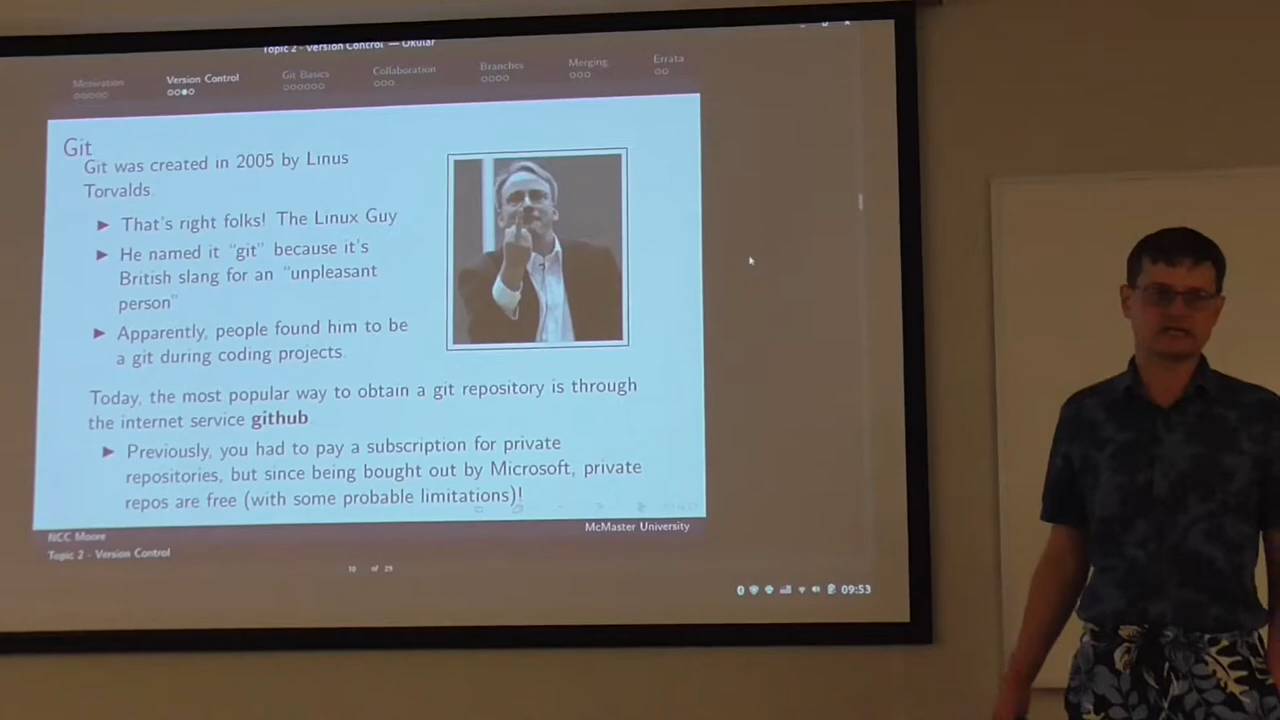 Topic 2 - Version Control — Okular
Motivation
Version Control
Git Basics
Collaboration
Branches
Merging
Errata
Git
Git was created in 2005 by Linus
Torvalds.
▶ That's right folks! The Linux Guy
▶ He named it "git" because it's
British slang for an "unpleasant
person"
▶ Apparently, people found him to be
a git during coding projects.
Today, the most popular way to obtain a git repository is through
the internet service github
▶ Previously, you had to pay a subscription for private
repositories, but since being bought out by Microsoft, private
repos are free (with some probable limitations)!
NCC Moore
McMaster University
Topic 2 - Version Control
10 of 29
09:53